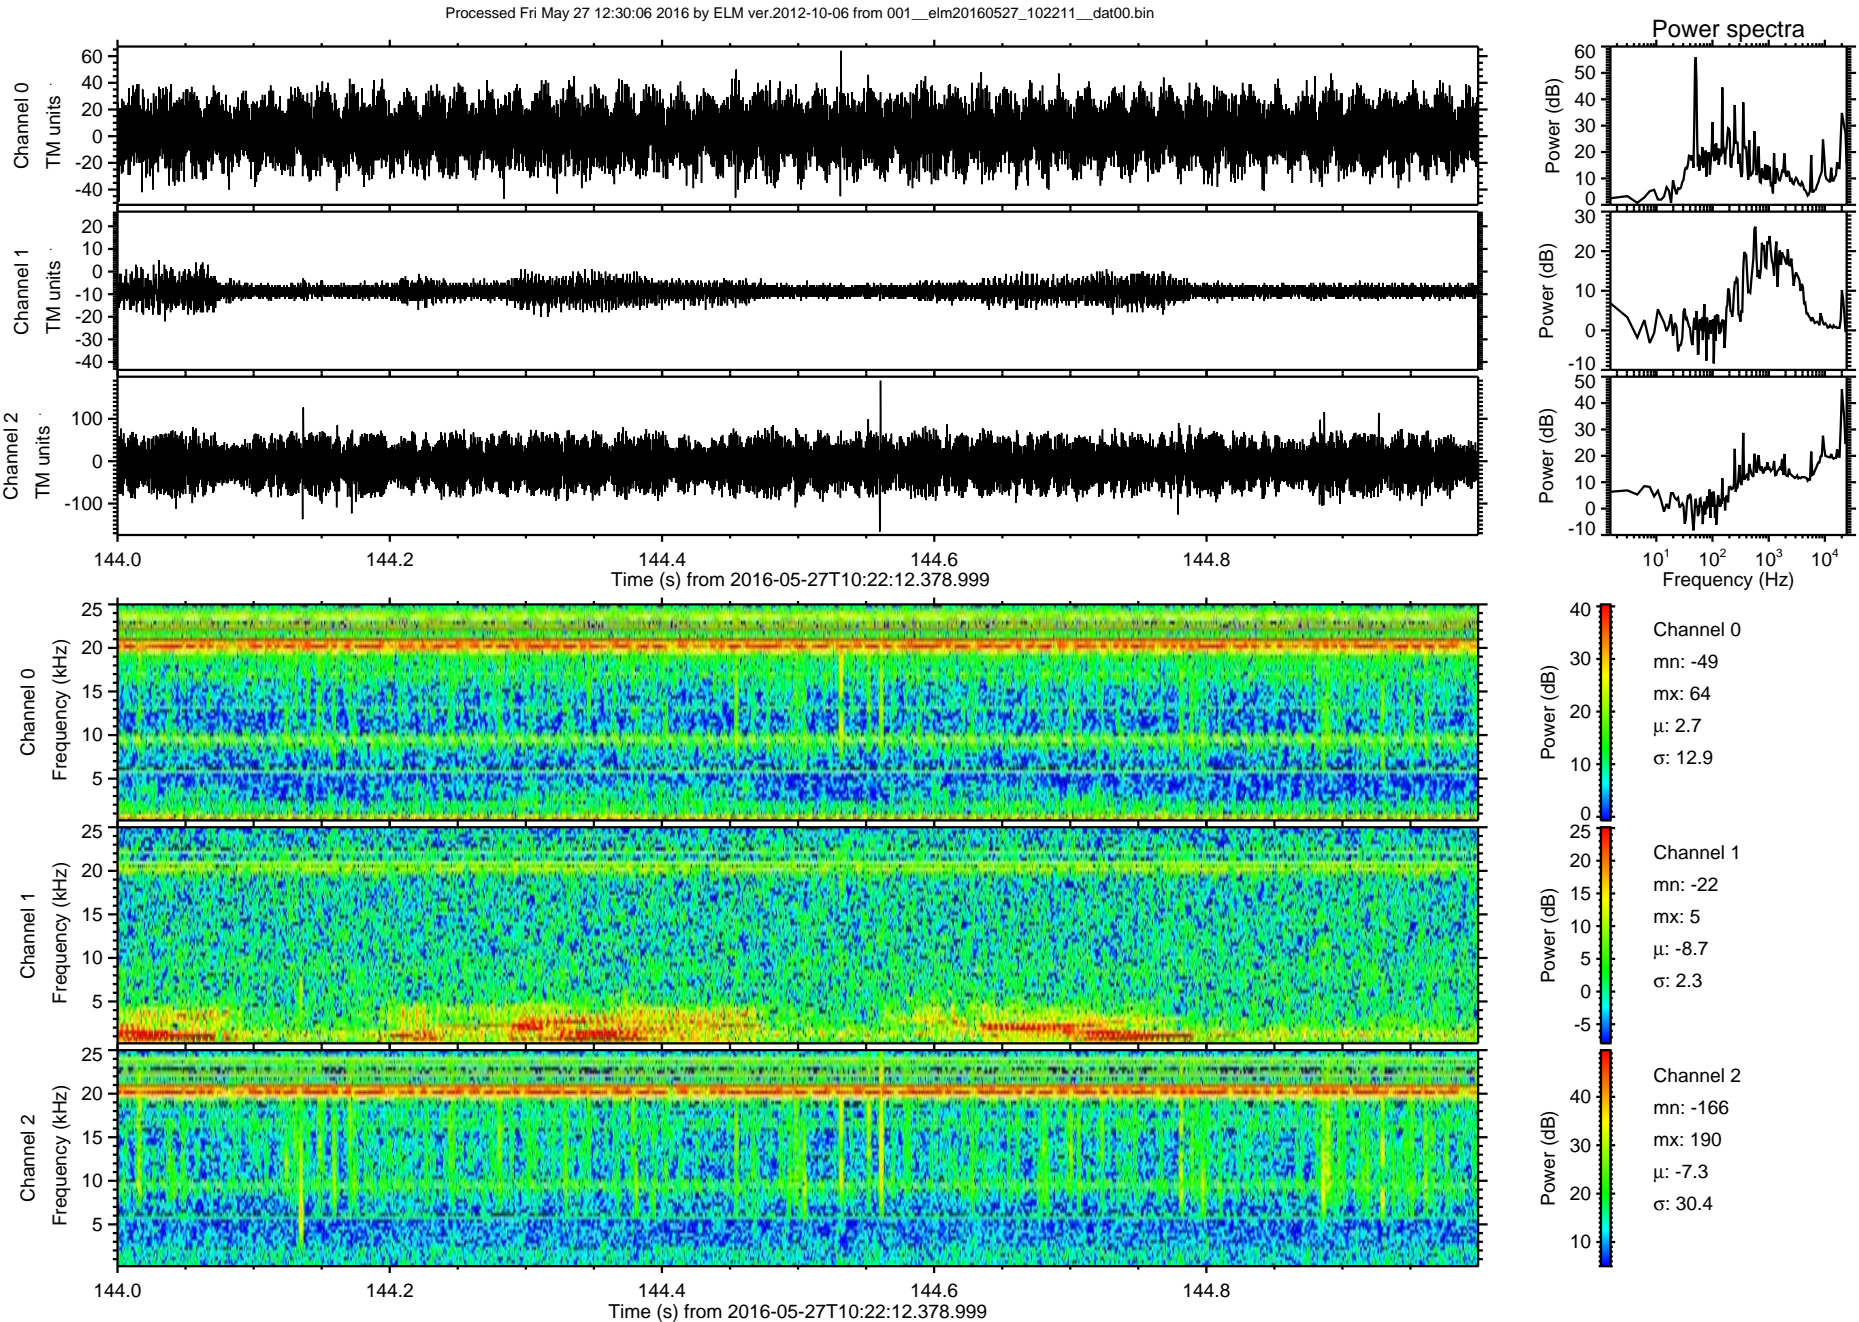 Processed Fri May 27 12:30:06 2016 by ELM ver.2012-10-06 from 001__elm20160527_102211__dat00.bin
Power spectra
Channel 0
TM units
60
40
20
0
-20
-40
Power (dB)
60
50
40
30
20
10
0
Channel 1
TM units
20
10
0
-10
-20
-30
-40
Power (dB)
30
20
10
0
-10
Channel 2
TM units
100
0
-100
Power (dB)
50
40
30
20
10
0
-10
144.0 144.2 144.4 144.6 144.8
Time (s) from 2016-05-27T10:22:12.378.999
10¹ 10² 10³ 10⁴
Frequency (Hz)
Channel 0
Frequency (kHz)
25
20
15
10
5
Power (dB)
40
30
20
10
0
Channel 0
mn: -49
mx: 64
μ: 2.7
σ: 12.9
Channel 1
Frequency (kHz)
25
20
15
10
5
Power (dB)
25
20
15
10
5
0
-5
Channel 1
mn: -22
mx: 5
μ: -8.7
σ: 2.3
Channel 2
Frequency (kHz)
25
20
15
10
5
Power (dB)
40
30
20
10
Channel 2
mn: -166
mx: 190
μ: -7.3
σ: 30.4
144.0 144.2 144.4 144.6 144.8
Time (s) from 2016-05-27T10:22:12.378.999